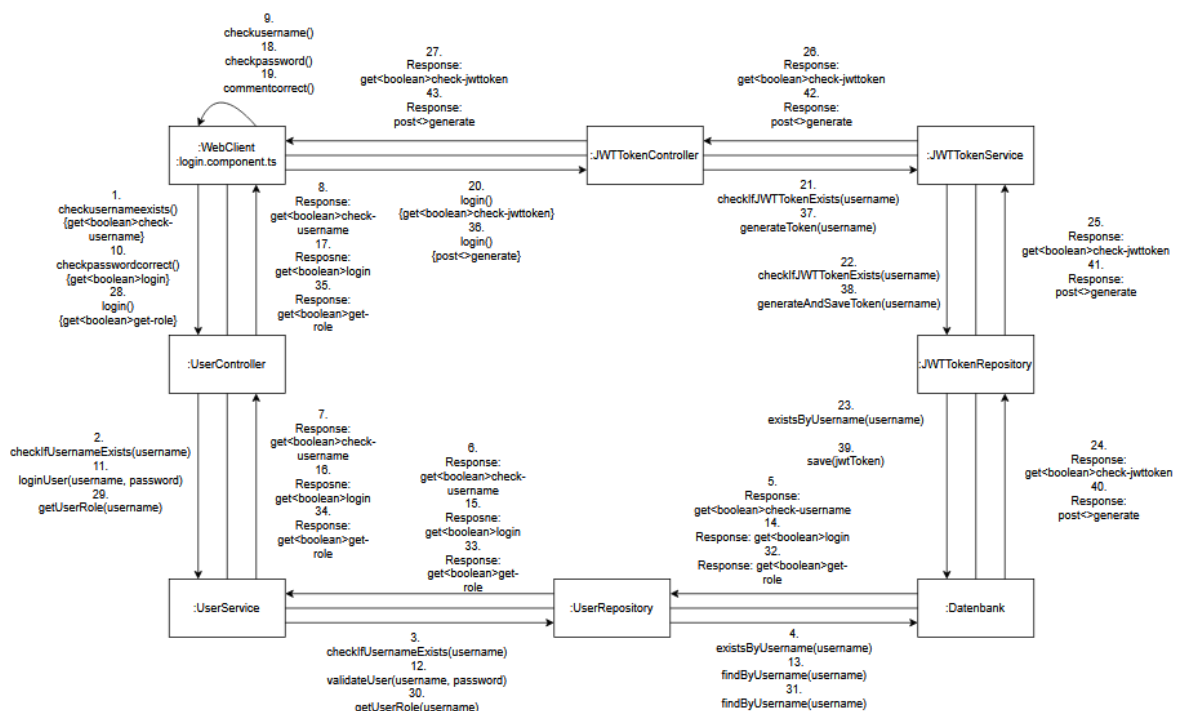 9.
checkusername()
18.
checkpassword()
19.
commentcorrect()
27.
Response:
get<boolean>check-jwttoken
43.
Response:
post<>generate
26.
Response:
get<boolean>check-jwttoken
42.
Response:
post<>generate
:WebClient
:login.component.ts
:JWTTokenController
:JWTTokenService
1.
checkusernameexists()
{get<boolean>check-
username}
10.
checkpasswordcorrect()
{get<boolean>login}
28.
login()
{get<boolean>get-role}
8.
Response:
get<boolean>check-
username
17.
Resposne:
get<boolean>login
35.
Response:
get<boolean>get-
role
20.
login()
{get<boolean>check-jwttoken}
36.
login()
{post<>generate}
21.
checkIfJWTTokenExists(username)
37.
generateToken(username)
22.
checkIfJWTTokenExists(username)
38.
generateAndSaveToken(username)
25.
Response:
get<boolean>check-jwttoken
41.
Response:
post<>generate
:UserController
:JWTTokenRepository
2.
checkIfUsernameExists(username)
11.
loginUser(username, password)
29.
getUserRole(username)
7.
Response:
get<boolean>check-
username
16.
Resposne:
get<boolean>login
34.
Response:
get<boolean>get-
role
6.
Response:
get<boolean>check-
username
15.
Resposne:
get<boolean>login
33.
Response:
get<boolean>get-
role
5.
Response:
get<boolean>check-username
14.
Response: get<boolean>login
32.
Response: get<boolean>get-
role
23.
existsByUsername(username)
39.
save(jwtToken)
24.
Response:
get<boolean>check-jwttoken
40.
Response:
post<>generate
:UserService
:UserRepository
:Datenbank
3.
checkIfUsernameExists(username)
12.
validateUser(username, password)
30.
getUserRole(username)
4.
existsByUsername(username)
13.
findByUsername(username)
31.
findByUsername(username)